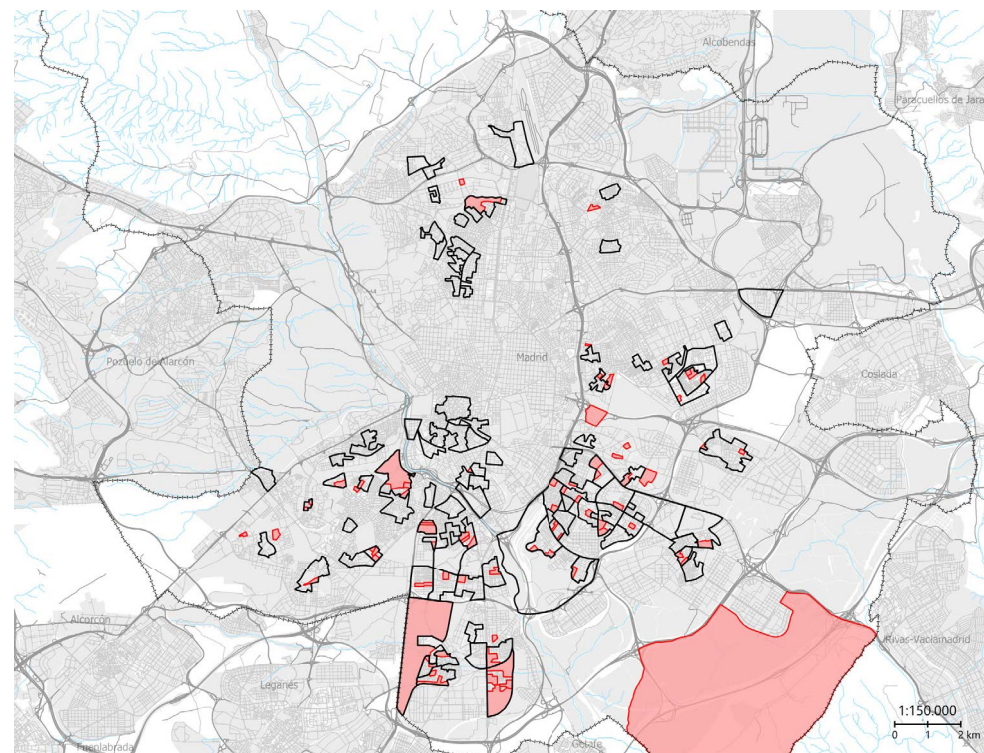 Alcobendas
Paracuellos de Jara
Pozuelo de Alarcón
Madrid
Coslada
Alcorcón
Rivas-Vaciamadrid
Leganés
1:150.000
0 1 2 km
Fuenlabrada
Getafe